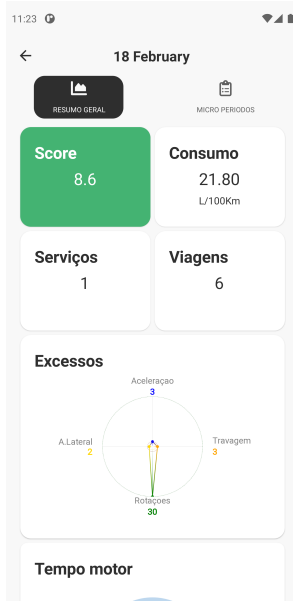 11:23
18 February
RESUMO GERAL
MICRO PERIODOS
Score
8.6
Consumo
21.80
L/100Km
Serviços
1
Viagens
6
Excessos
Aceleraçao
3
A.Lateral
2
Travagem
3
Rotações
30
Tempo motor